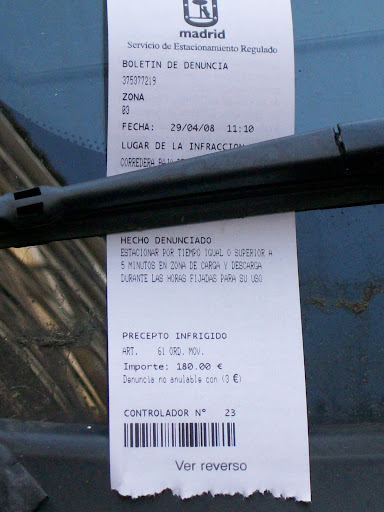 madrid
Servicio de Estacionamiento Regulado
BOLETIN DE DENUNCIA
375377219
ZONA
03
FECHA: 29/04/08 11:10
LUGAR DE LA INFRACCION
CORREDERA
HECHO DENUNCIADO
ESTACIONAR POR TIEMPO IGUAL O SUPERIOR A
5 MINUTOS EN ZONA DE CARGA Y DESCARGA
DURANTE LAS HORAS FIJADAS PARA SU USO
PRECEPTO INFRIGIDO
ART. 61 ORD. MOV.
Importe: 180.00 €
Denuncia no anulable con (3 €)
CONTROLADOR Nº 23
Ver reverso